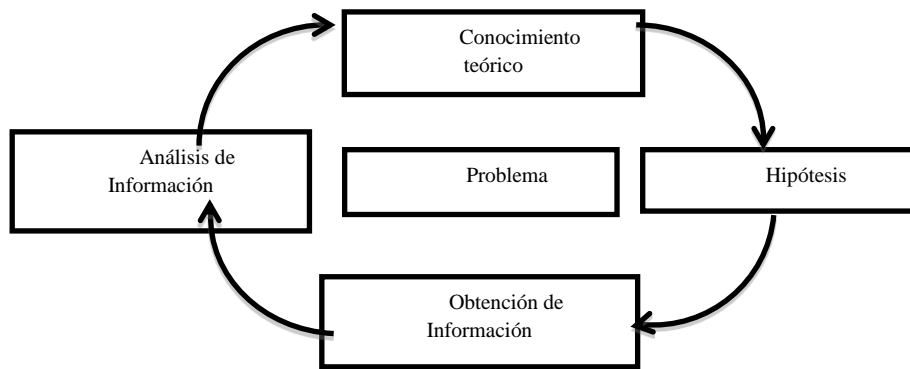 Conocimiento
teórico
Análisis de
Información
Problema
Hipótesis
Obtención de
Información